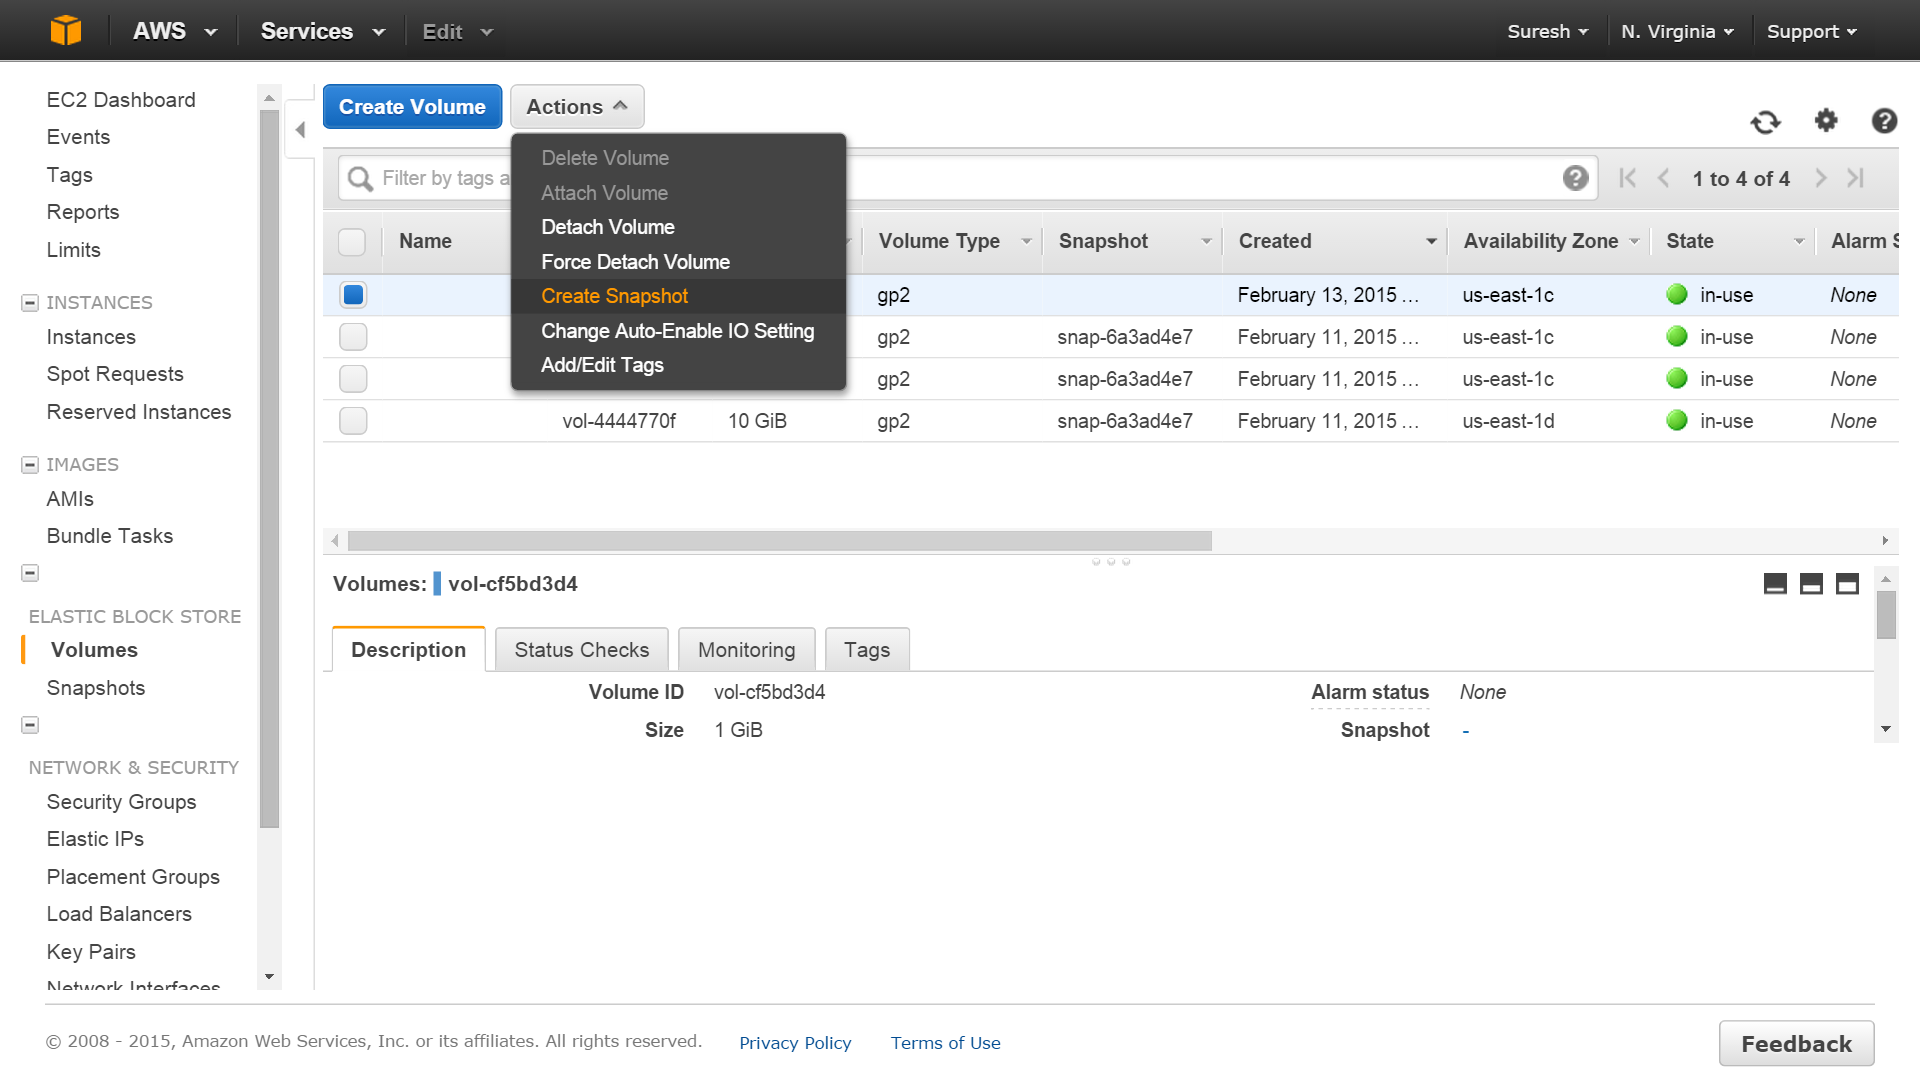 AWS Services Edit Suresh N. Virginia Support
EC2 Dashboard
Events
Tags
Reports
Limits
INSTANCES
Instances
Spot Requests
Reserved Instances
IMAGES
AMIs
Bundle Tasks
ELASTIC BLOCK STORE
Volumes
Snapshots
NETWORK & SECURITY
Security Groups
Elastic IPs
Placement Groups
Load Balancers
Key Pairs
Network Interfaces
Create Volume Actions
Delete Volume
Attach Volume
Detach Volume
Force Detach Volume
Create Snapshot
Change Auto-Enable IO Setting
Add/Edit Tags
Filter by tags a 1 to 4 of 4
Name Volume Type Snapshot Created Availability Zone State Alarm S
gp2 February 13, 2015 ... us-east-1c in-use None
gp2 snap-6a3ad4e7 February 11, 2015 ... us-east-1c in-use None
gp2 snap-6a3ad4e7 February 11, 2015 ... us-east-1c in-use None
vol-4444770f 10 GiB gp2 snap-6a3ad4e7 February 11, 2015 ... us-east-1d in-use None
Volumes: vol-cf5bd3d4
Description Status Checks Monitoring Tags
Volume ID vol-cf5bd3d4 Alarm status None
Size 1 GiB Snapshot -
© 2008 - 2015, Amazon Web Services, Inc. or its affiliates. All rights reserved. Privacy Policy Terms of Use Feedback